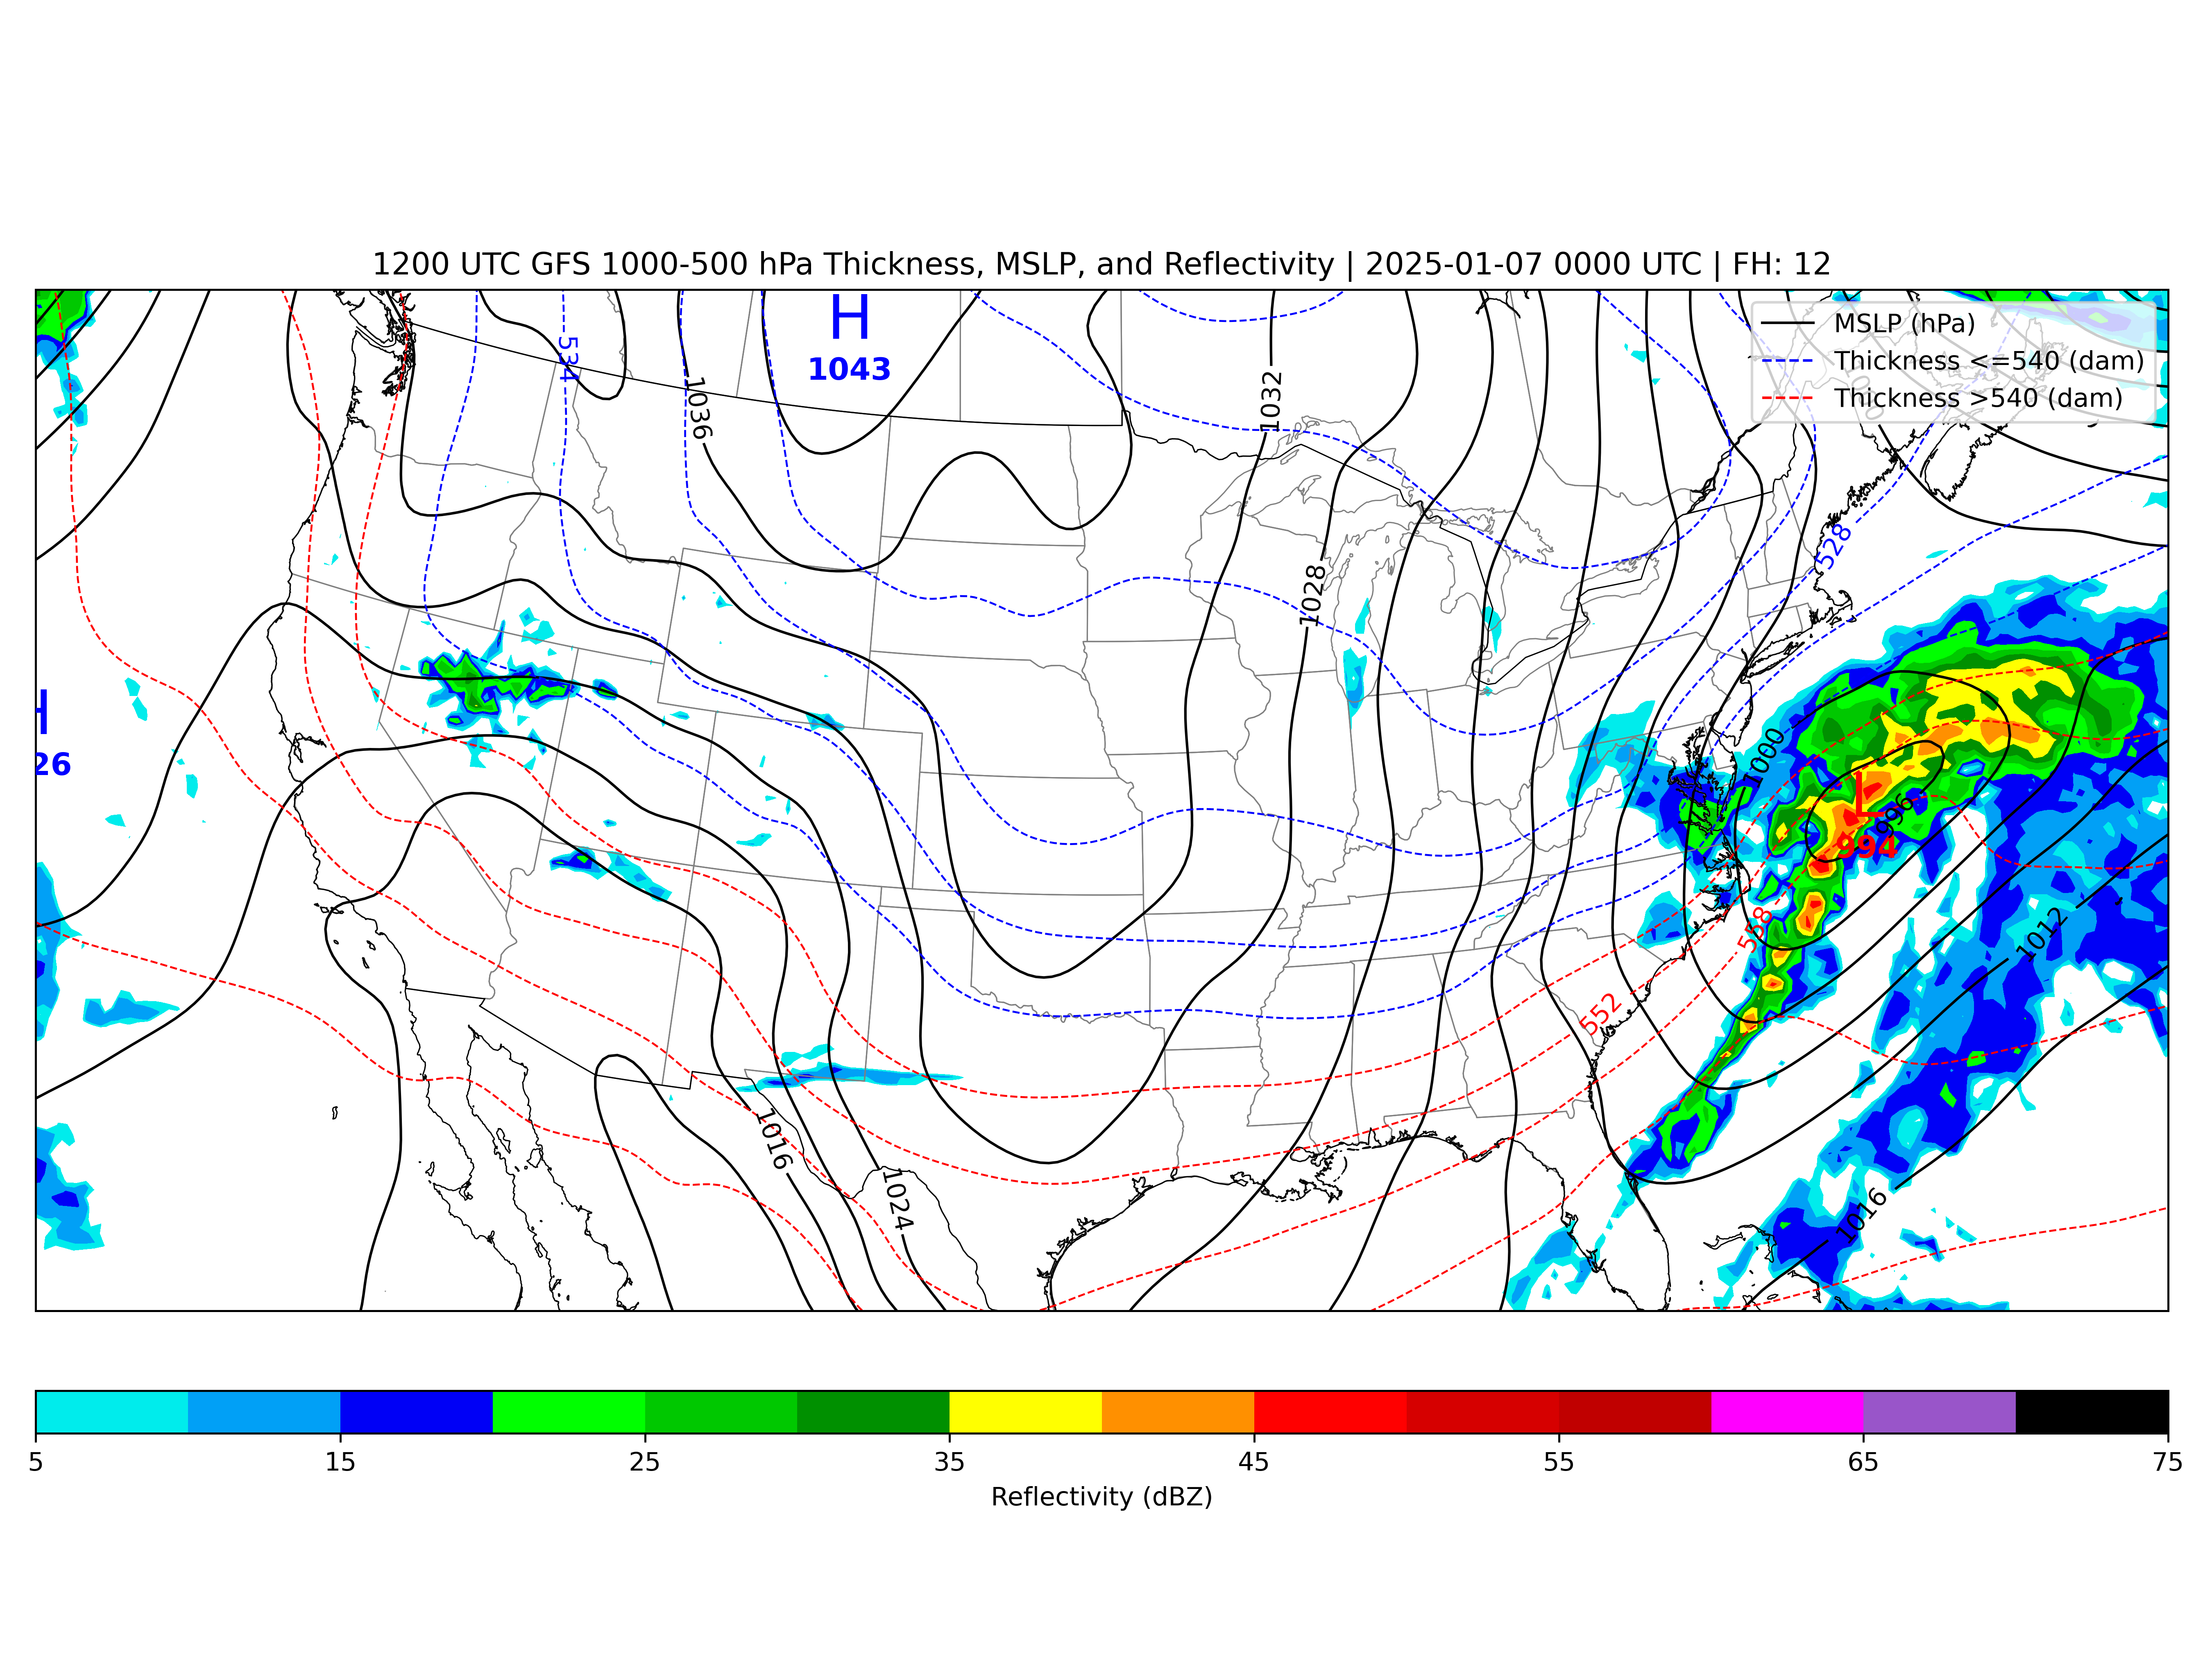 1200 UTC GFS 1000-500 hPa Thickness, MSLP, and Reflectivity | 2025-01-07 0000 UTC | FH: 12
H
1043
MSLP (hPa)
Thickness <=540 (dam)
Thickness >540 (dam)
534
1036
1032
528
1028
H
26
1000
L
996
994
558
1012
552
1016
1024
1016
5 15 25 35 45 55 65 75
Reflectivity (dBZ)